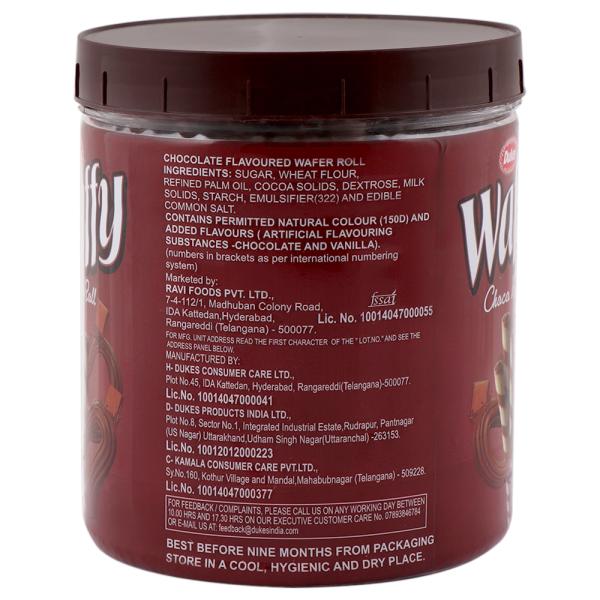 CHOCOLATE FLAVOURED WAFER ROLL
INGREDIENTS: SUGAR, WHEAT FLOUR,
REFINED PALM OIL, COCOA SOLIDS, DEXTROSE, MILK
SOLIDS, STARCH, EMULSIFIER(322) AND EDIBLE
COMMON SALT.
CONTAINS PERMITTED NATURAL COLOUR (150D) AND
ADDED FLAVOURS ( ARTIFICIAL FLAVOURING
SUBSTANCES -CHOCOLATE AND VANILLA).
(numbers in brackets as per international numbering
system)
Marketed by:
RAVI FOODS PVT. LTD.,
7-4-112/1, Madhuban Colony Road,
IDA Kattedan,Hyderabad,
Rangareddi (Telangana) - 500077.
fssai
Lic. No. 10014047000055
FOR MFG. UNIT ADDRESS READ THE FIRST CHARACTER OF THE "LOT.NO." AND SEE THE
ADDRESS PANEL BELOW.
MANUFACTURED BY:
H- DUKES CONSUMER CARE LTD.,
Plot No.45, IDA Kattedan, Hyderabad, Rangareddi(Telangana)-500077.
Lic.No. 10014047000041
D- DUKES PRODUCTS INDIA LTD.,
Plot No.8, Sector No.1, Integrated Industrial Estate,Rudrapur, Pantnagar
(US Nagar) Uttarakhand,Udham Singh Nagar(Uttaranchal) -263153.
Lic.No. 10012012000223
C- KAMALA CONSUMER CARE PVT.LTD.,
Sy.No.160, Kothur Village and Mandal,Mahabubnagar (Telangana) - 509228.
Lic.No. 10014047000377
FOR FEEDBACK / COMPLAINTS, PLEASE CALL US ON ANY WORKING DAY BETWEEN
10.00 HRS AND 17.30 HRS ON OUR EXECUTIVE CUSTOMER CARE No. 07893846784
OR E-MAIL US AT: feedback@dukesindia.com
BEST BEFORE NINE MONTHS FROM PACKAGING
STORE IN A COOL, HYGIENIC AND DRY PLACE.
ffy
Roll
Dukes
Wa
Choco